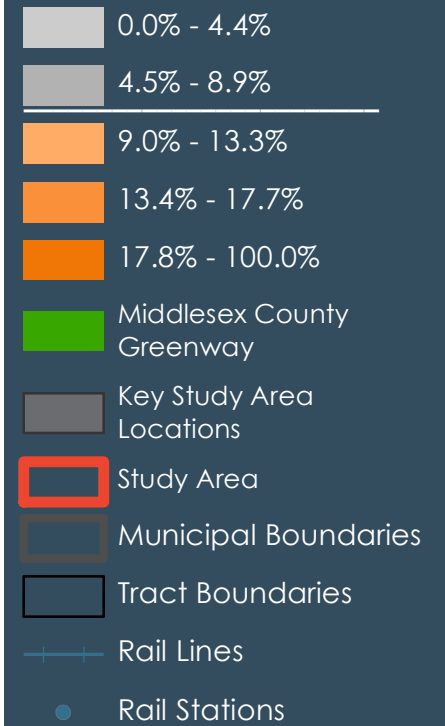 0.0% - 4.4%
4.5% - 8.9%
9.0% - 13.3%
13.4% - 17.7%
17.8% - 100.0%
Middlesex County
Greenway
Key Study Area
Locations
Study Area
Municipal Boundaries
Tract Boundaries
Rail Lines
Rail Stations